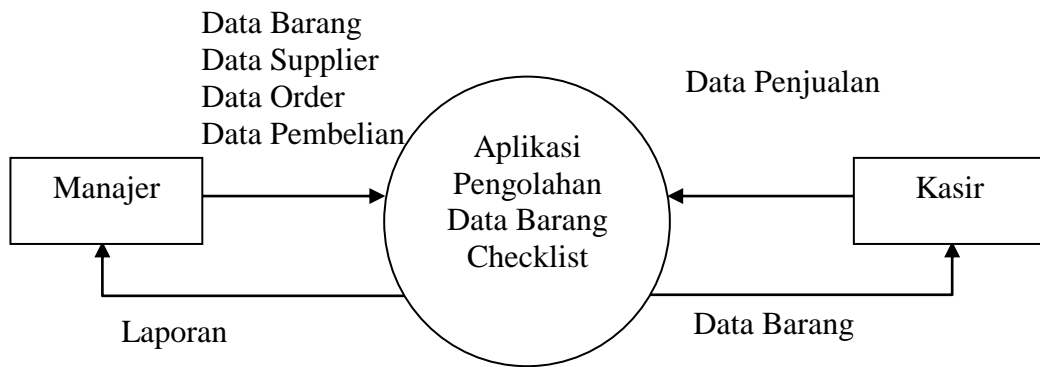 Data Barang
Data Supplier
Data Order
Data Pembelian
Data Penjualan
Manajer
Aplikasi
Pengolahan
Data Barang
Checklist
Kasir
Laporan
Data Barang